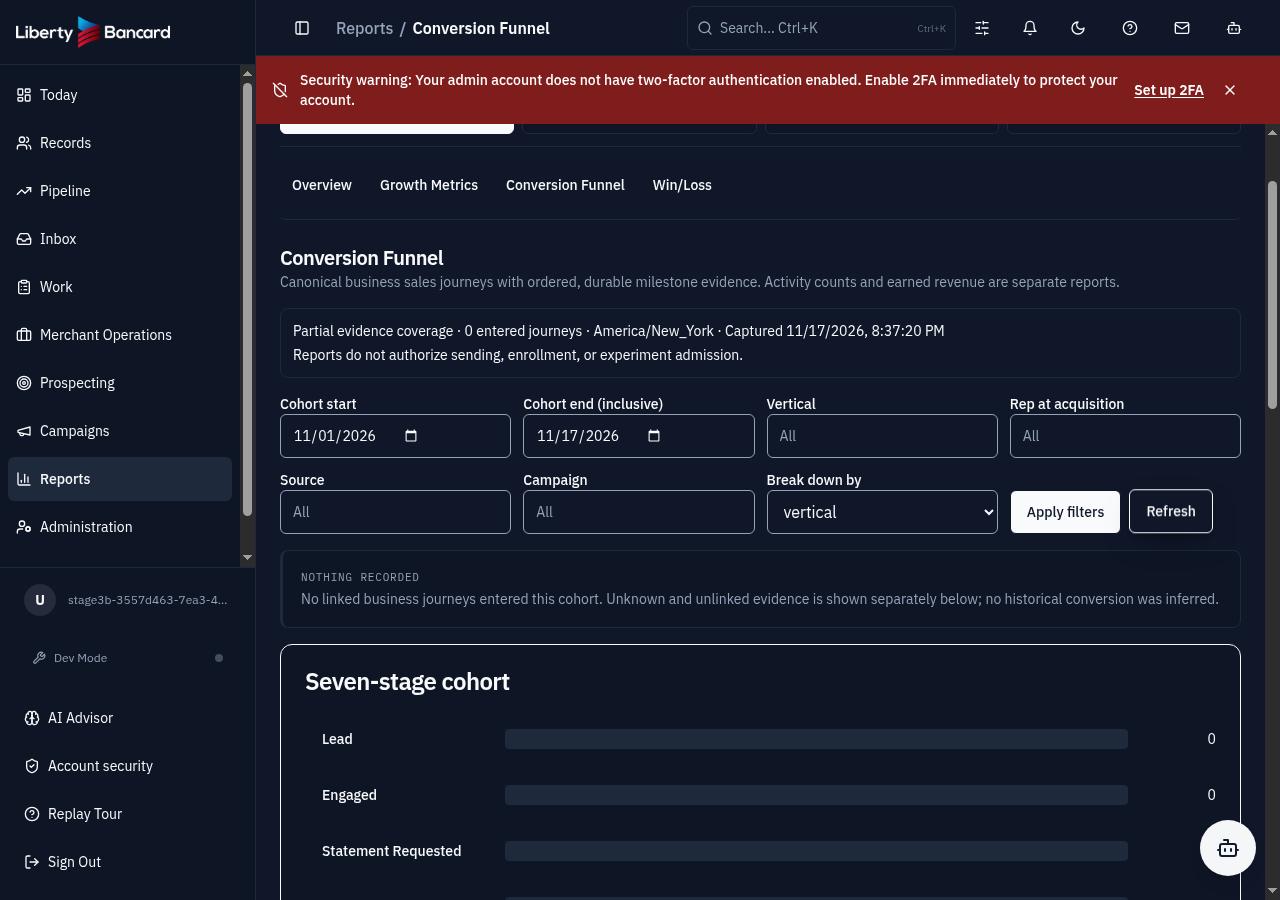 Liberty Bancard
Reports / Conversion Funnel
Search... Ctrl+K
Ctrl+K
Security warning: Your admin account does not have two-factor authentication enabled. Enable 2FA immediately to protect your
account.
Set up 2FA
Today
Records
Pipeline
Inbox
Work
Merchant Operations
Prospecting
Campaigns
Reports
Administration
U
stage3b-3557d463-7ea3-4...
Dev Mode
AI Advisor
Account security
Replay Tour
Sign Out
Overview
Growth Metrics
Conversion Funnel
Win/Loss
Conversion Funnel
Canonical business sales journeys with ordered, durable milestone evidence. Activity counts and earned revenue are separate reports.
Partial evidence coverage · 0 entered journeys · America/New_York · Captured 11/17/2026, 8:37:20 PM
Reports do not authorize sending, enrollment, or experiment admission.
Cohort start
Cohort end (inclusive)
Vertical
Rep at acquisition
11/01/2026
11/17/2026
All
All
Source
Campaign
Break down by
All
All
vertical
Apply filters
Refresh
NOTHING RECORDED
No linked business journeys entered this cohort. Unknown and unlinked evidence is shown separately below; no historical conversion was inferred.
Seven-stage cohort
Lead
0
Engaged
0
Statement Requested